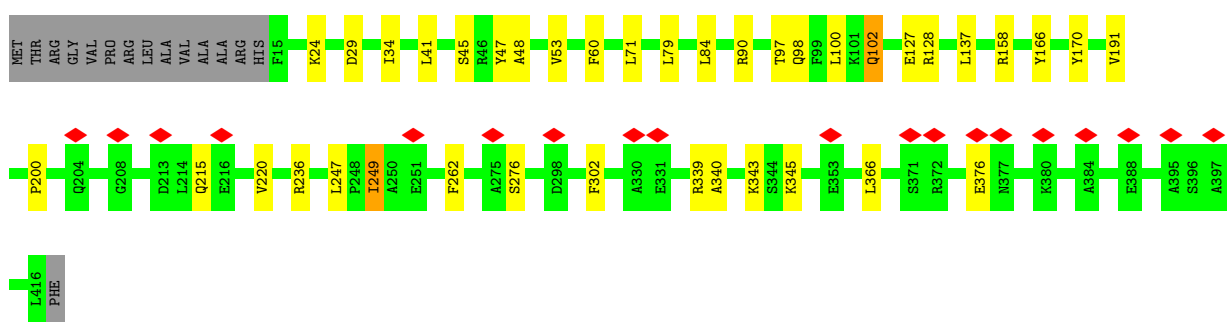 MET THR ARG GLY VAL PRO ARG LEU ALA VAL ALA ALA ARG HIS F15 K24 D29 I34 L41 S45 R46 Y47 A48 V53 F60 L71 L79 L84 R90 T97 Q98 F99 L100 K101 Q102 E127 R128 L137 R158 Y166 Y170 V191
P200 Q204 G208 D213 L214 Q215 E216 V220 R236 L247 P248 I249 A250 E251 F262 A275 S276 D298 F302 A330 E331 R339 A340 K343 S344 K345 E353 L366 S371 R372 E376 N377 K380 A384 E388 A395 S396 A397
L416 PHE